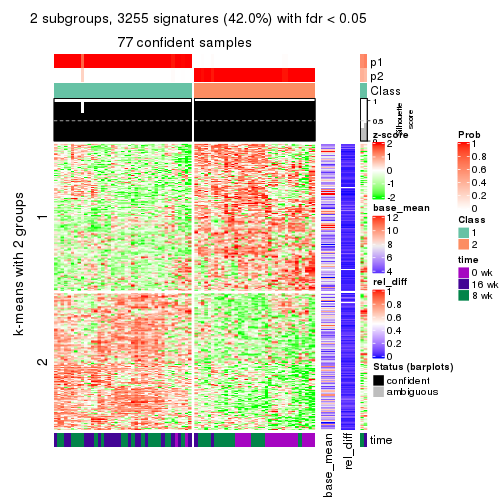 2 subgroups, 3255 signatures (42.0%) with fdr < 0.05
77 confident samples
p1
p2
Class
1
0.5
0
Silhouette
score
k-means with 2 groups
1
2
z-score
2
1
0
-1
-2
base_mean
12
10
8
6
4
rel_diff
1
0.8
0.6
0.4
0.2
0
Status (barplots)
confident
ambiguous
Prob
1
0.8
0.6
0.4
0.2
0
Class
1
2
time
0 wk
16 wk
8 wk
time
base_mean
rel_diff